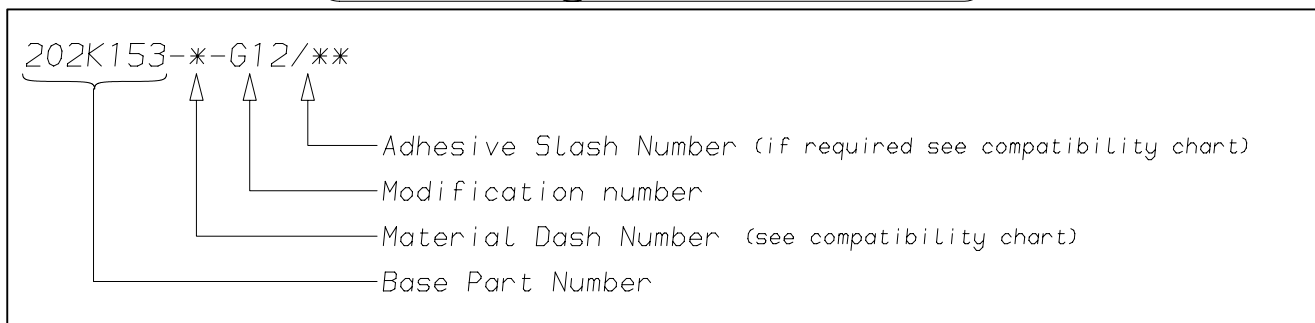 202K153-*-G12/**
Adhesive Slash Number (if required see compatibility chart)
Modification number
Material Dash Number (see compatibility chart)
Base Part Number